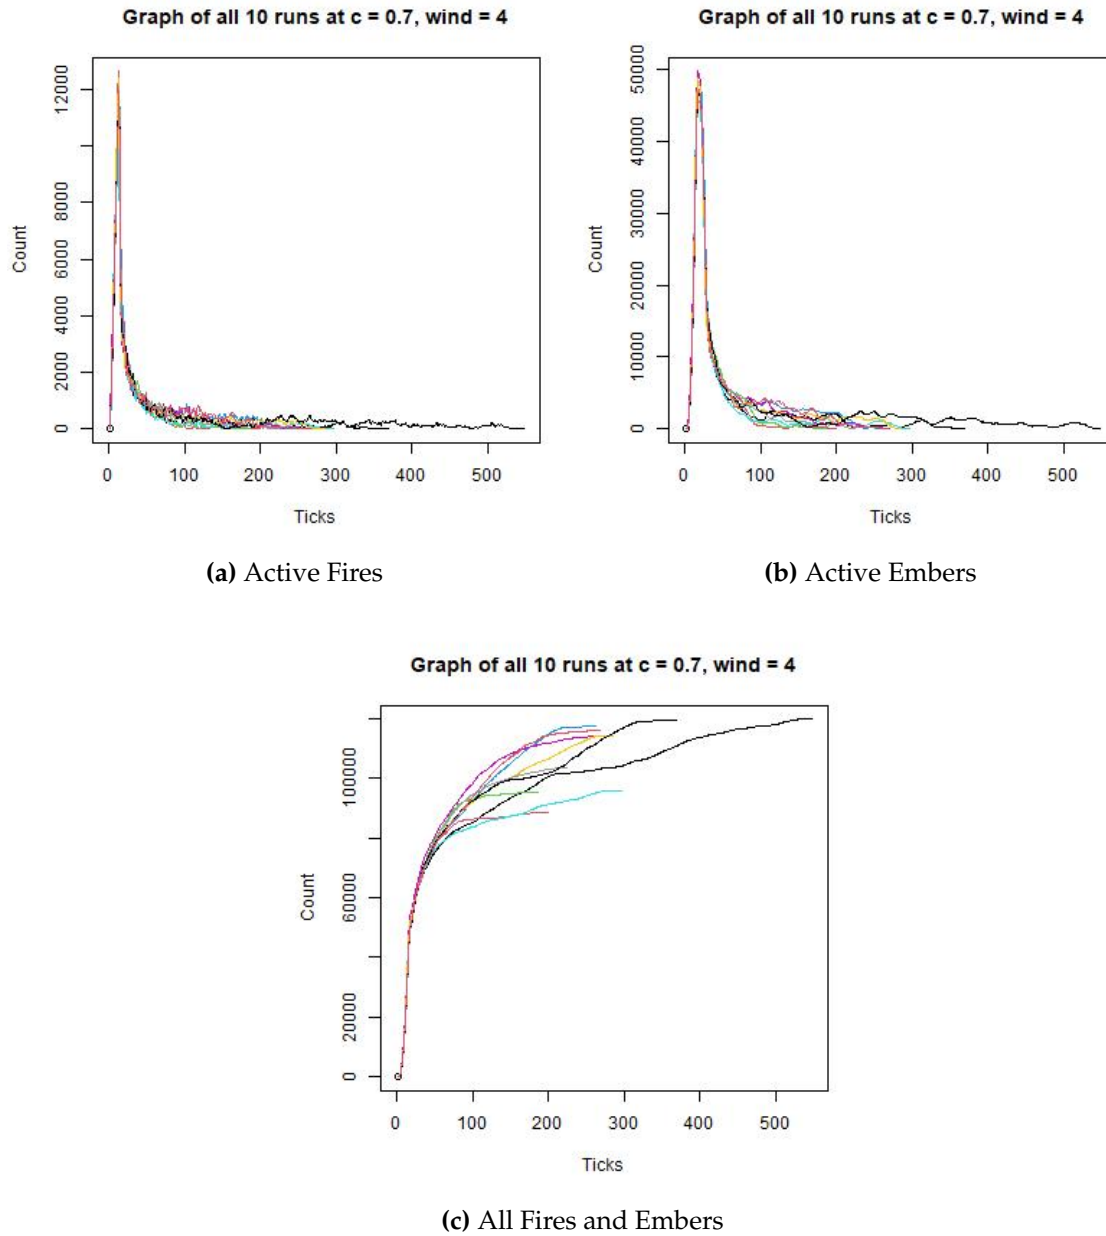 Graph of all 10 runs at c = 0.7, wind = 4
Count
0 2000 4000 6000 8000 12000
0 100 200 300 400 500
Ticks
(a) Active Fires
Graph of all 10 runs at c = 0.7, wind = 4
Count
0 10000 20000 30000 40000 50000
0 100 200 300 400 500
Ticks
(b) Active Embers
Graph of all 10 runs at c = 0.7, wind = 4
Count
0 20000 60000 100000
0 100 200 300 400 500
Ticks
(c) All Fires and Embers